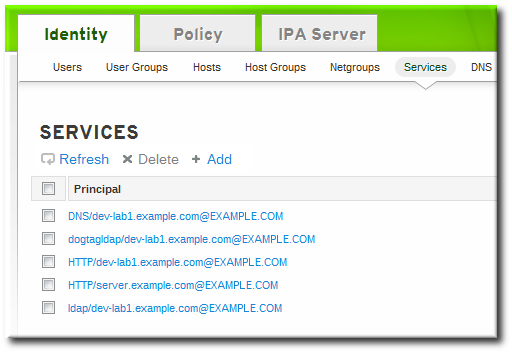 Identity Policy IPA Server
Users User Groups Hosts Host Groups Netgroups Services DNS
SERVICES
Refresh Delete Add
Principal
DNS/dev-lab1.example.com@EXAMPLE.COM
dogtagldap/dev-lab1.example.com@EXAMPLE.COM
HTTP/dev-lab1.example.com@EXAMPLE.COM
HTTP/server.example.com@EXAMPLE.COM
ldap/dev-lab1.example.com@EXAMPLE.COM